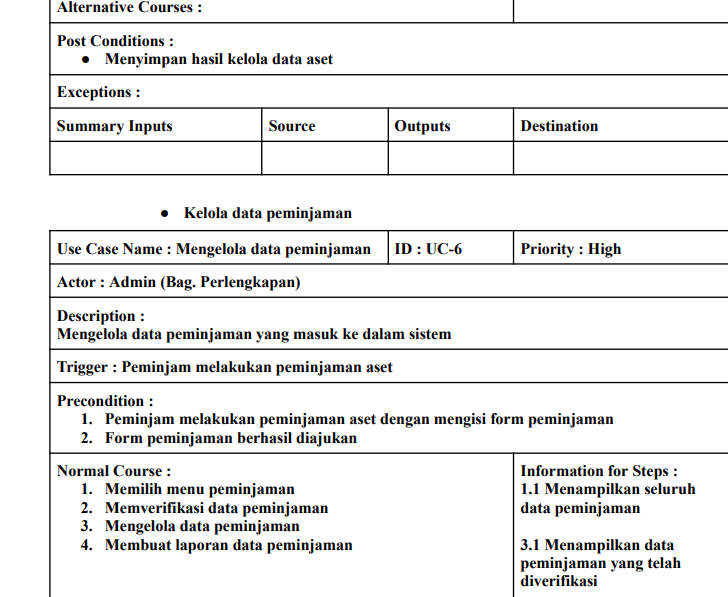 Alternative Courses :
Post Conditions :
● Menyimpan hasil kelola data aset
Exceptions :
Summary Inputs Source Outputs Destination
● Kelola data peminjaman
Use Case Name : Mengelola data peminjaman ID : UC-6 Priority : High
Actor : Admin (Bag. Perlengkapan)
Description :
Mengelola data peminjaman yang masuk ke dalam sistem
Trigger : Peminjam melakukan peminjaman aset
Precondition :
1. Peminjam melakukan peminjaman aset dengan mengisi form peminjaman
2. Form peminjaman berhasil diajukan
Normal Course :
1. Memilih menu peminjaman
2. Memverifikasi data peminjaman
3. Mengelola data peminjaman
4. Membuat laporan data peminjaman
Information for Steps :
1.1 Menampilkan seluruh
data peminjaman
3.1 Menampilkan data
peminjaman yang telah
diverifikasi